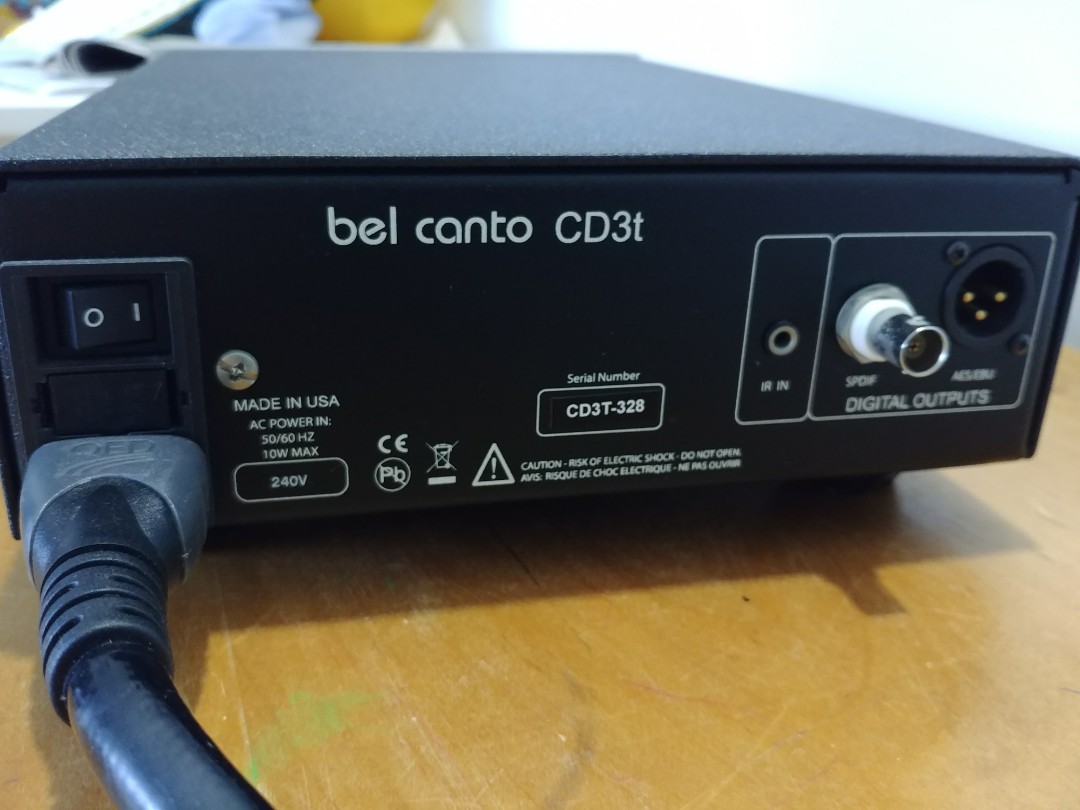 bel canto CD3t
O I
MADE IN USA
AC POWER IN:
50/60 HZ
10W MAX
240V
CE
Pb
Serial Number
CD3T-328
CAUTION - RISK OF ELECTRIC SHOCK - DO NOT OPEN.
AVIS: RISQUE DE CHOC ELECTRIQUE - NE PAS OUVRIR
IR IN
SPDIF
AES/EBU
DIGITAL OUTPUTS
QED